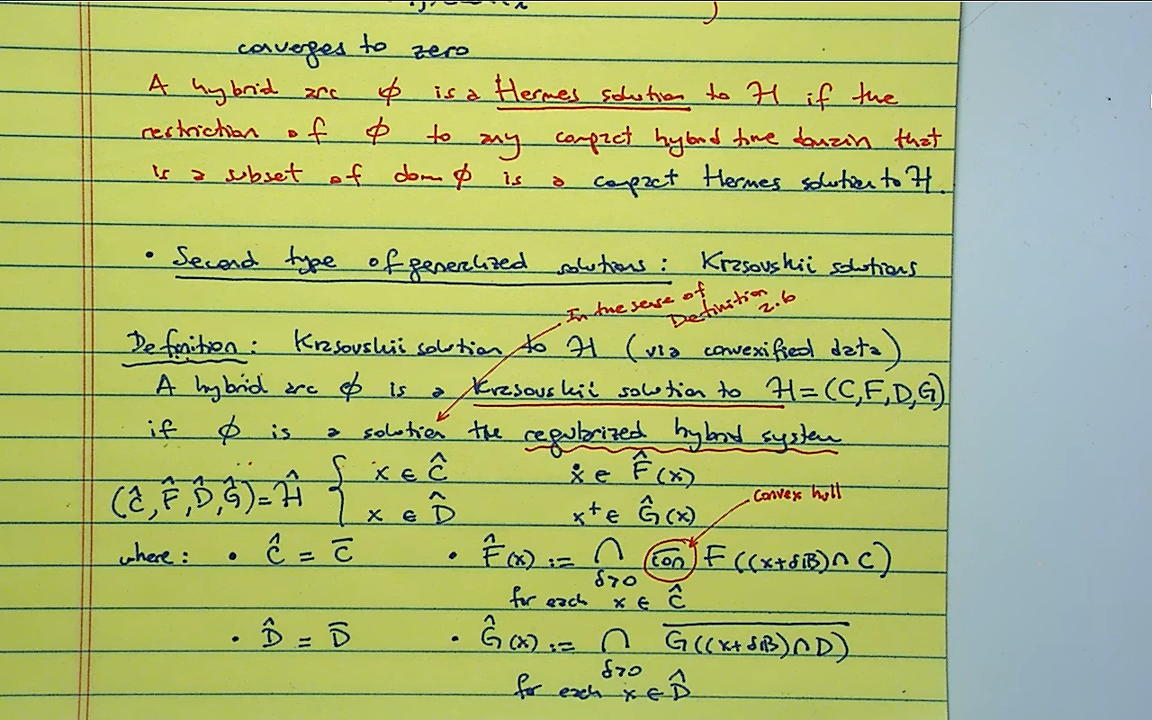 converges to zero
A hybrid arc ϕ is a Hermes solution to H if the
restriction of ϕ to any compact hybrid time domain that
is a subset of dom ϕ is a compact Hermes solution to H.
• Second type of generalized solutions: Krasovskii solutions
In the sense of
Definition
2.6
Definition: Krasovskii solution to H (via convexified data)
A hybrid arc ϕ is a Krasovskii solution to H = (C, F, D, G)
if ϕ is a solution the regularized hybrid system
(Ĉ, F̂, D̂, Ĝ) = Ĥ { x ∈ Ĉ ẋ ∈ F̂(x)
x ∈ D̂ x⁺ ∈ Ĝ(x)
convex hull
where: • Ĉ = C̅ • F̂(x) := ∩_{δ>0} c̅o̅n̅ F((x+δB)∩C)
for each x ∈ Ĉ
• D̂ = D̅ • Ĝ(x) := ∩_{δ>0} \overline{G((x+δB)∩D)}
for each x ∈ D̂